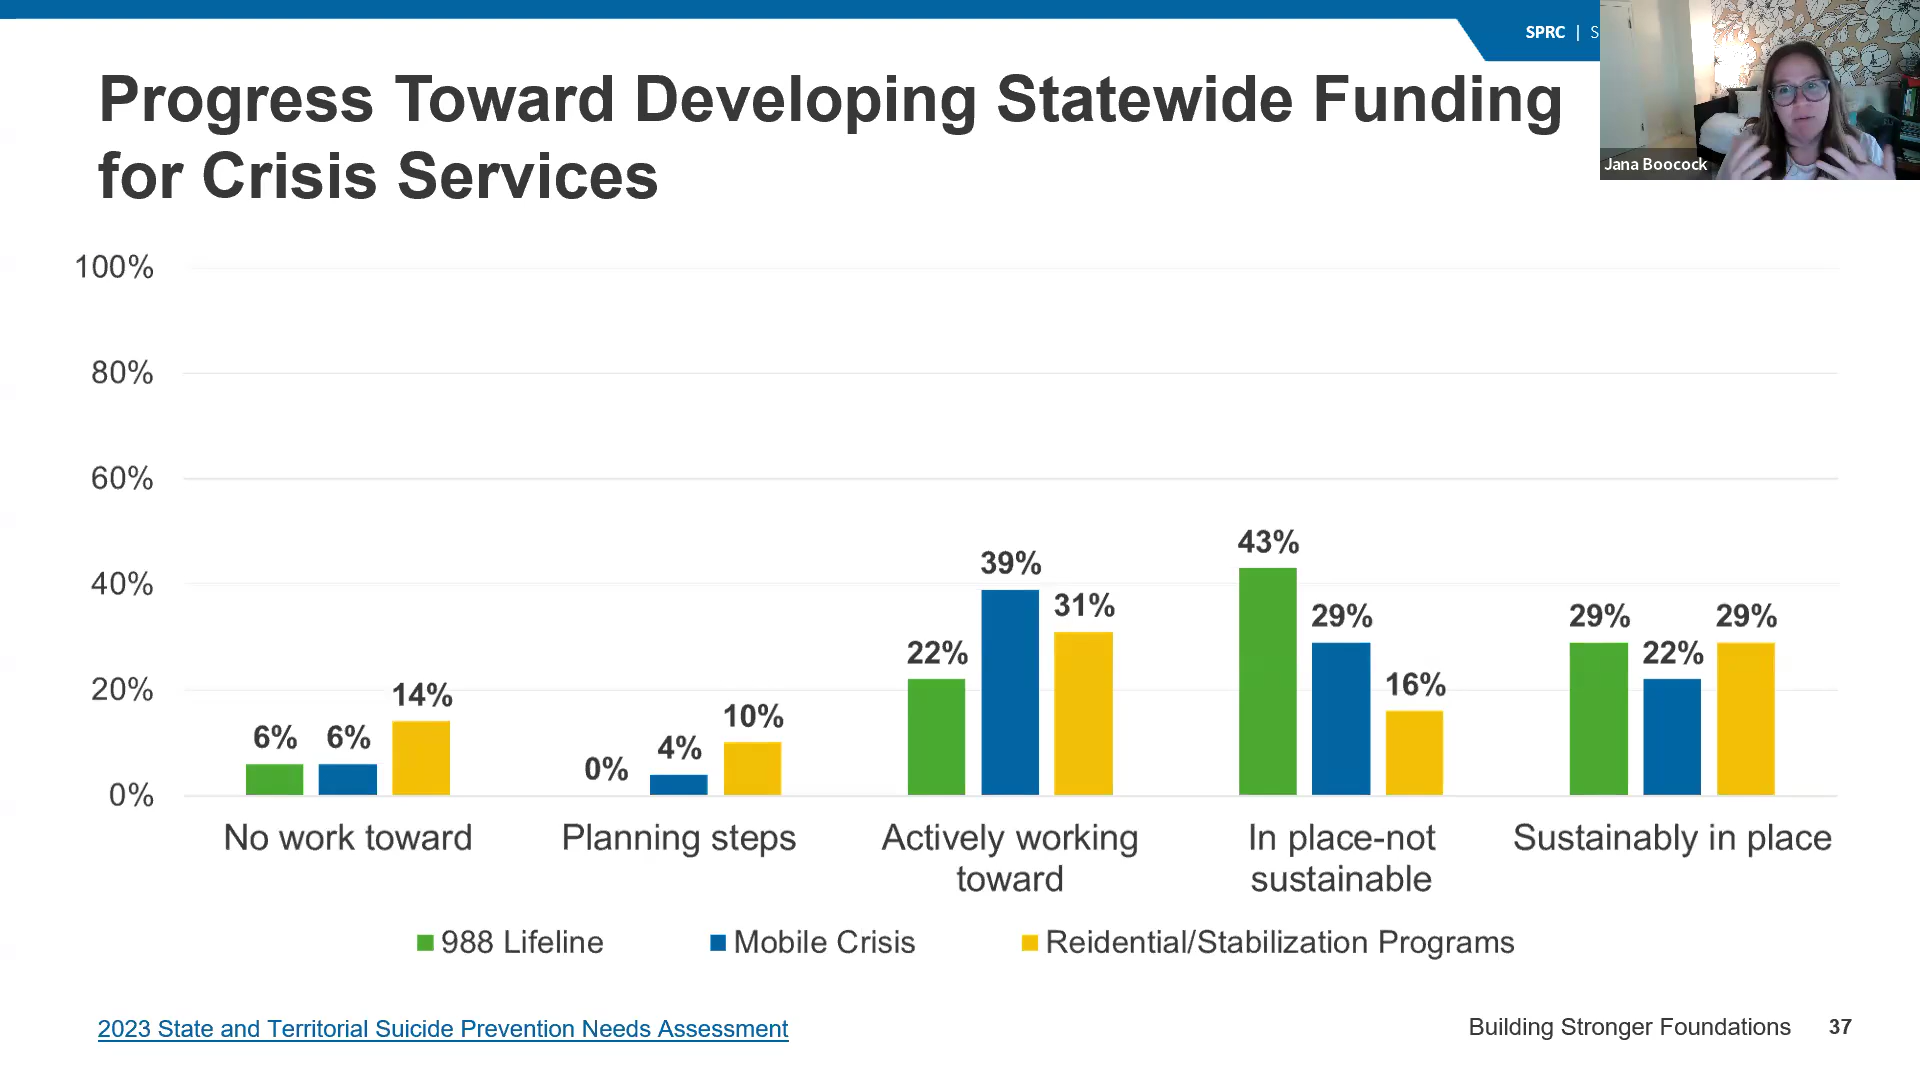 SPRC | S
Progress Toward Developing Statewide Funding
for Crisis Services
Jana Boocock
100%
80%
60%
40%
20%
0%
6%
6%
14%
0%
4%
10%
22%
39%
31%
43%
29%
16%
29%
22%
29%
No work toward
Planning steps
Actively working
toward
In place-not
sustainable
Sustainably in place
988 Lifeline
Mobile Crisis
Reidential/Stabilization Programs
2023 State and Territorial Suicide Prevention Needs Assessment
Building Stronger Foundations 37